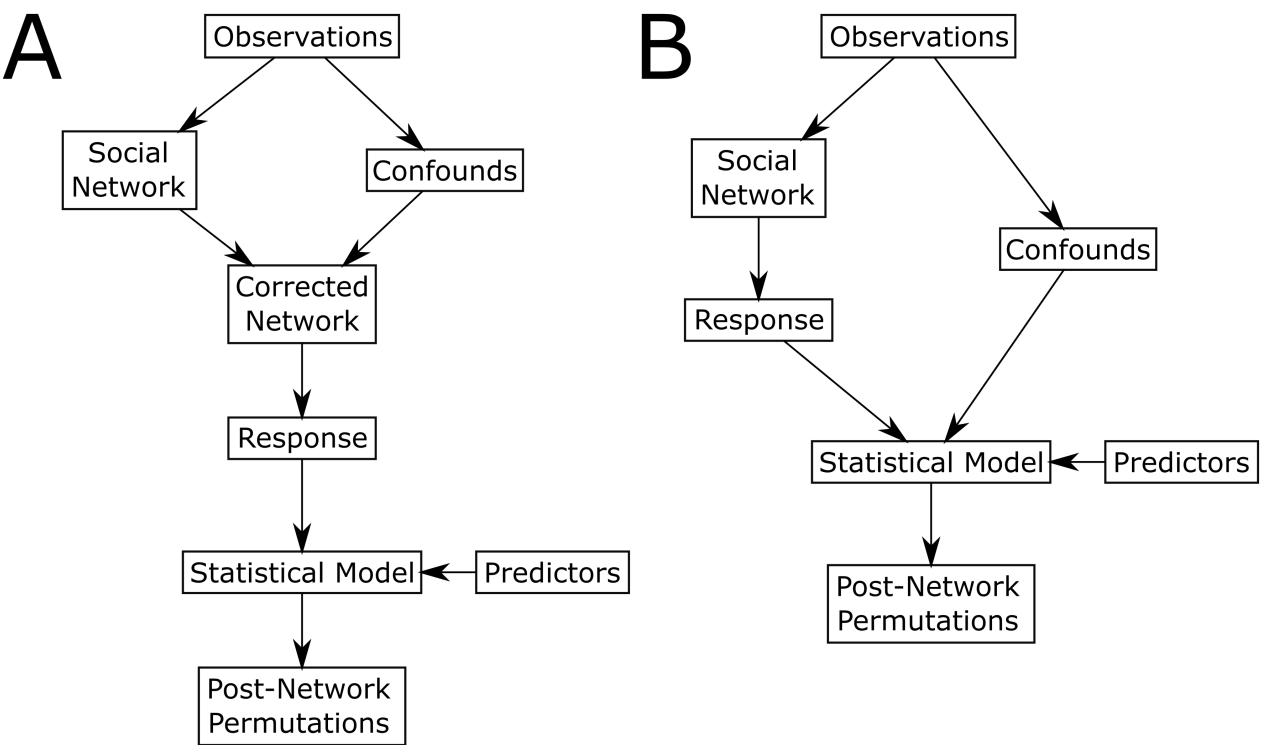 A
Observations
Social
Network
Confounds
Corrected
Network
Response
Statistical Model
Predictors
Post-Network
Permutations
B
Observations
Social
Network
Confounds
Response
Statistical Model
Predictors
Post-Network
Permutations